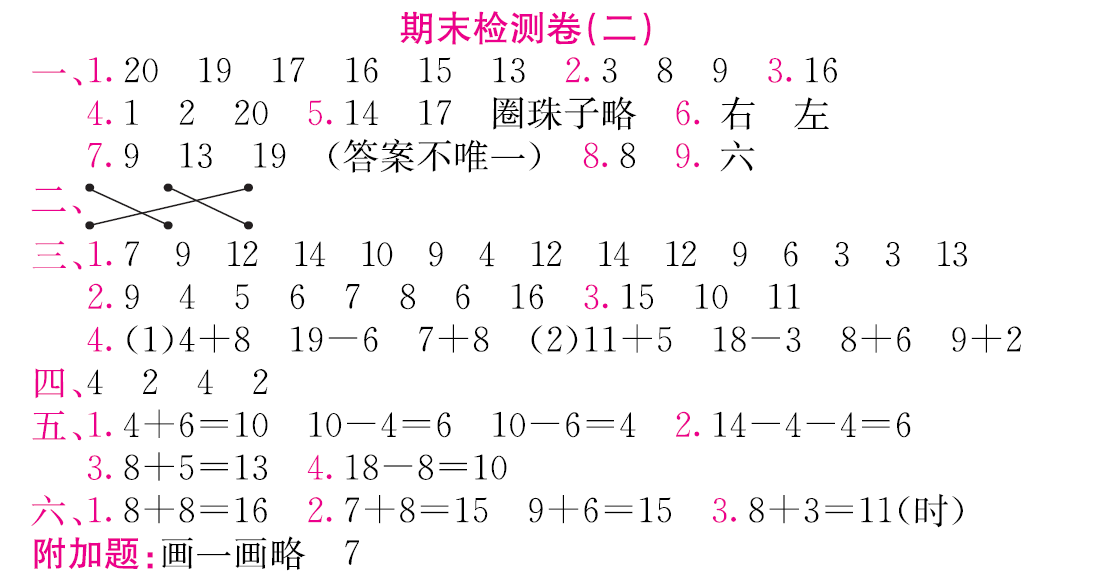 期末检测卷(二)
一、1.20 19 17 16 15 13 2.3 8 9 3.16
4.1 2 20 5.14 17 圈珠子略 6.右 左
7.9 13 19 (答案不唯一) 8.8 9.六
二、
三、1.7 9 12 14 10 9 4 12 14 12 9 6 3 3 13
2.9 4 5 6 7 8 6 16 3.15 10 11
4.(1)4+8 19-6 7+8 (2)11+5 18-3 8+6 9+2
四、4 2 4 2
五、1.4+6=10 10-4=6 10-6=4 2.14-4-4=6
3.8+5=13 4.18-8=10
六、1.8+8=16 2.7+8=15 9+6=15 3.8+3=11(时)
附加题:画一画略 7